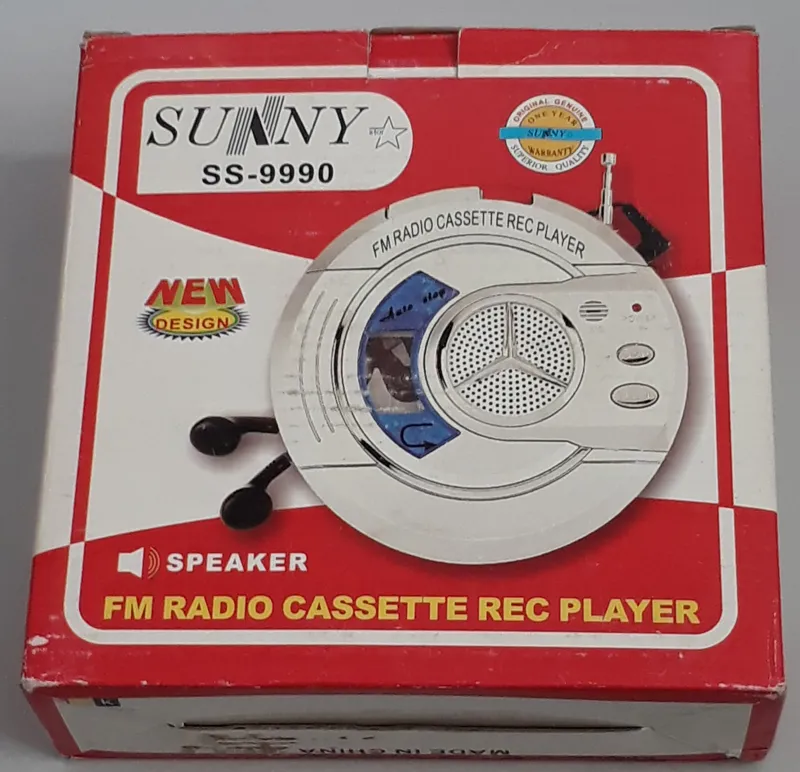 SUNNY
star
SS-9990
ORIGINAL GENUINE
ONE YEAR
SUNNY
WARRANTY
SUPERIOR QUALITY
FM RADIO CASSETTE REC PLAYER
Auto stop
NEW
DESIGN
SPEAKER
FM RADIO CASSETTE REC PLAYER
MADE IN CHINA